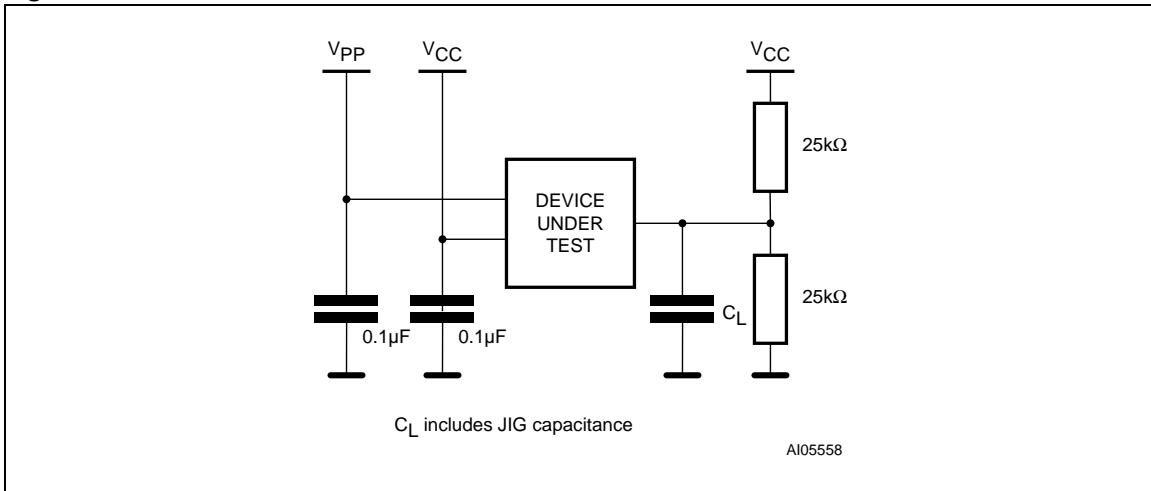 VPP
VCC
VCC
25kΩ
DEVICE
UNDER
TEST
25kΩ
CL
0.1µF
0.1µF
CL includes JIG capacitance
AI05558